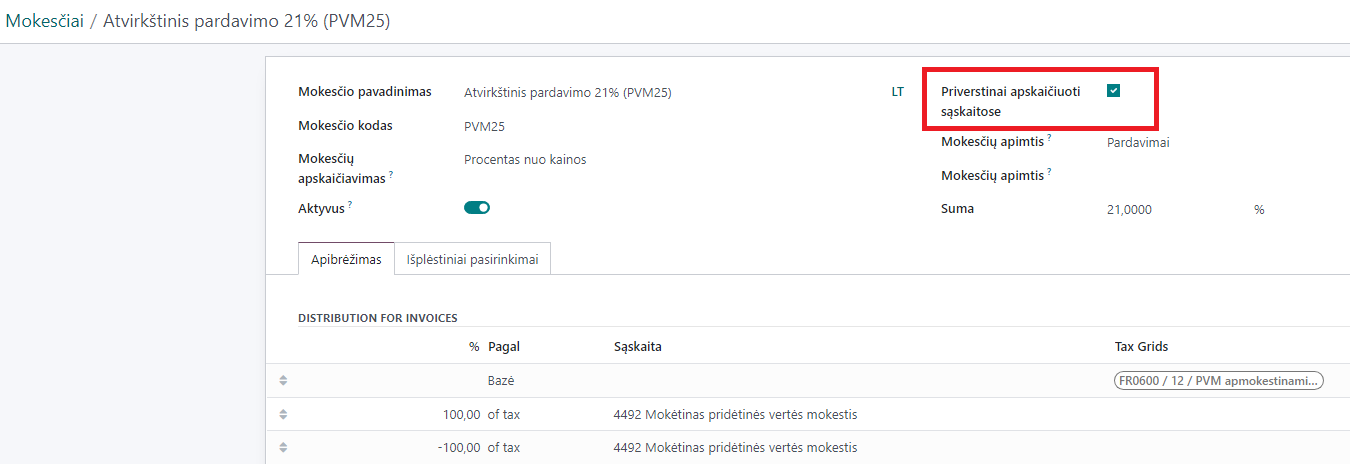 Mokesčiai / Atvirkštinis pardavimo 21% (PVM25)
Mokesčio pavadinimas Atvirkštinis pardavimo 21% (PVM25) LT
Priverstinai apskaičiuoti
sąskaitose
Mokesčio kodas PVM25
Mokesčių apimtis ? Pardavimai
Mokesčių
apskaičiavimas ? Procentas nuo kainos
Mokesčių apimtis ?
Aktyvus ?
Suma 21,0000 %
Apibrėžimas Išplėstiniai pasirinkimai
DISTRIBUTION FOR INVOICES
% Pagal Sąskaita Tax Grids
Bazė FR0600 / 12 / PVM apmokestinami...
100,00 of tax 4492 Mokėtinas pridėtinės vertės mokestis
-100,00 of tax 4492 Mokėtinas pridėtinės vertės mokestis